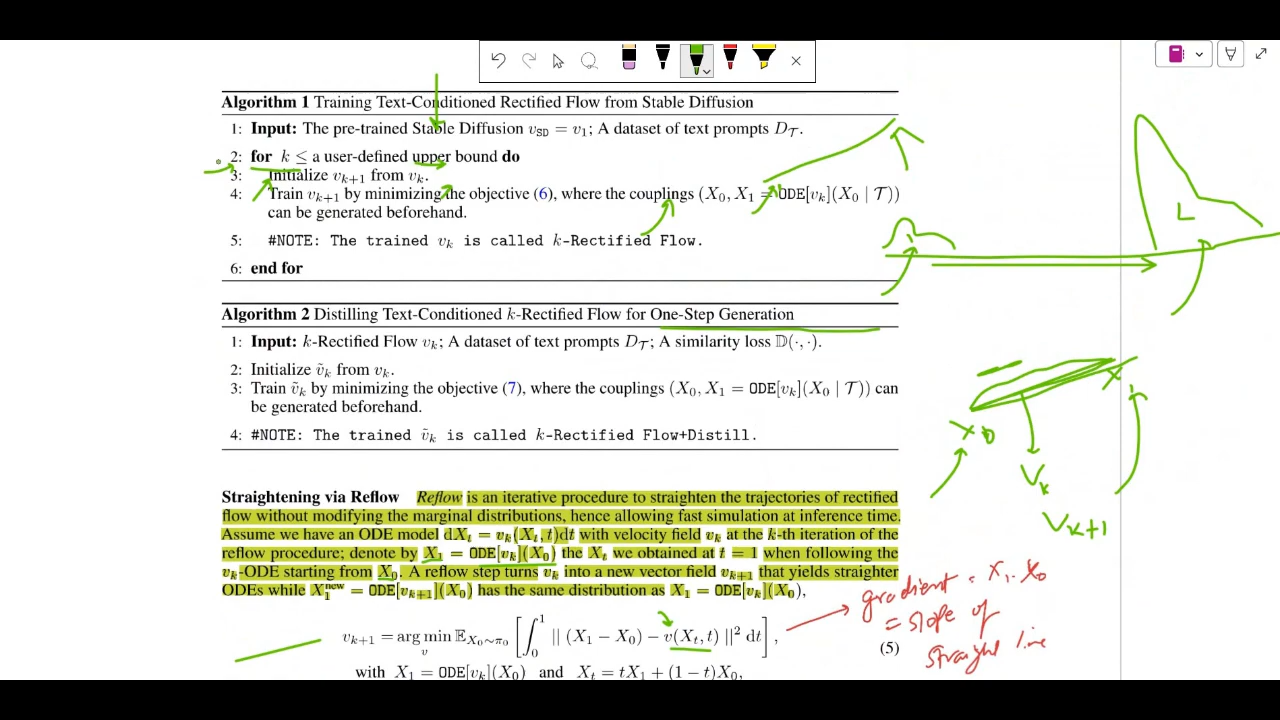 Algorithm 1 Training Text-Conditioned Rectified Flow from Stable Diffusion
1: Input: The pre-trained Stable Diffusion v_SD = v_1; A dataset of text prompts D_𝒯.
2: for k ≤ a user-defined upper bound do
3: Initialize v_{k+1} from v_k.
4: Train v_{k+1} by minimizing the objective (6), where the couplings (X_0, X_1 = ODE[v_k](X_0 | 𝒯))
can be generated beforehand.
5: #NOTE: The trained v_k is called k-Rectified Flow.
6: end for
L
Algorithm 2 Distilling Text-Conditioned k-Rectified Flow for One-Step Generation
1: Input: k-Rectified Flow v_k; A dataset of text prompts D_𝒯; A similarity loss 𝔻(·, ·).
2: Initialize ṽ_k from v_k.
3: Train ṽ_k by minimizing the objective (7), where the couplings (X_0, X_1 = ODE[v_k](X_0 | 𝒯)) can
be generated beforehand.
4: #NOTE: The trained ṽ_k is called k-Rectified Flow+Distill.
X_0
V_k
V_{k+1}
Straightening via Reflow Reflow is an iterative procedure to straighten the trajectories of rectified
flow without modifying the marginal distributions, hence allowing fast simulation at inference time.
Assume we have an ODE model dX_t = v_k(X_t, t)dt with velocity field v_k at the k-th iteration of the
reflow procedure; denote by X_1 = ODE[v_k](X_0) the X_t we obtained at t = 1 when following the
v_k-ODE starting from X_0. A reflow step turns v_k into a new vector field v_{k+1} that yields straighter
ODEs while X_1^new = ODE[v_{k+1}](X_0) has the same distribution as X_1 = ODE[v_k](X_0),
gradient = X_1 - X_0
= slope of
straight line
v_{k+1} = arg min_v 𝔼_{X_0∼π_0} [ ∫_0^1 || (X_1 − X_0) − v(X_t, t) ||^2 dt ],
(5)
with X_1 = ODE[v_k](X_0) and X_t = tX_1 + (1 − t)X_0,